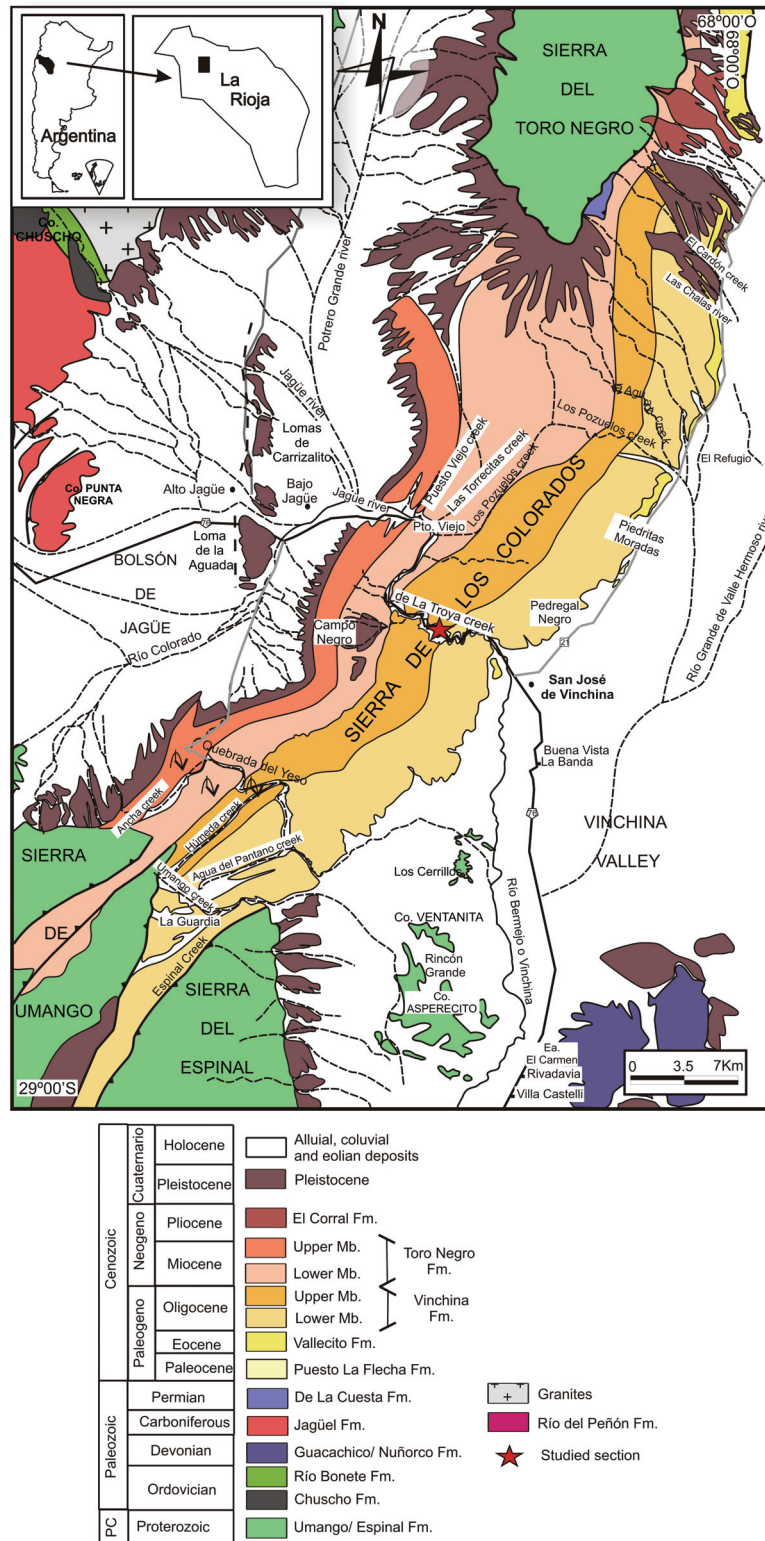 N
68º00'O
68º00'O
Argentina
La
Rioja
SIERRA
DEL
TORO NEGRO
Co.
CHUSCHO
Potrero Grande river
El Cardón creek
Las Chalas river
Jagüe river
Lomas
de
Carrizalito
Los Pozuelos creek
El Refugio
Puesto Viejo creek
Las Torrecitas creek
Los Pozuelos creek
Co. PUNTA
NEGRA
Alto Jagüe
Bajo
Jagüe
Jagüe river
Pto. Viejo
76
Loma
de la
Aguada
BOLSÓN
DE
JAGÜE
Piedritas
Moradas
Río Grande de Valle Hermoso river
SIERRA DE LOS COLORADOS
de La Troya creek
Pedregal
Negro
Campo
Negro
Río Colorado
21
San José
de Vinchina
Quebrada del Yeso
Buena Vista
La Banda
Ancha creek
Húmeda creek
76
VINCHINA
VALLEY
SIERRA
DE
UMANGO
Agua del Pantano creek
Umango creek
Los Cerrillos
La Guardia
Co. VENTANITA
Río Bermejo o Vinchina
Espinal Creek
Rincón
Grande
Co.
ASPERECITO
SIERRA
DEL
ESPINAL
Ea.
El Carmen
Rivadavia
Villa Castelli
0 3.5 7Km
29º00'S
Cenozoic
Cuaternario
Holocene
Alluial, coluvial
and eolian deposits
Pleistocene
Pleistocene
Neogeno
Pliocene
El Corral Fm.
Miocene
Upper Mb.
Lower Mb.
Toro Negro
Fm.
Paleogeno
Oligocene
Upper Mb.
Lower Mb.
Vinchina
Fm.
Eocene
Vallecito Fm.
Paleocene
Puesto La Flecha Fm.
Paleozoic
Permian
De La Cuesta Fm.
Carboniferous
Jagüel Fm.
Devonian
Guacachico/ Nuñorco Fm.
Ordovician
Río Bonete Fm.
Chuscho Fm.
PC
Proterozoic
Umango/ Espinal Fm.
Granites
Río del Peñón Fm.
Studied section